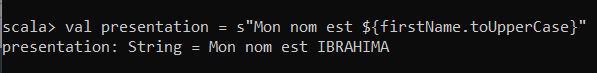 scala> val presentation = s"Mon nom est ${firstName.toUpperCase}"
presentation: String = Mon nom est IBRAHIMA